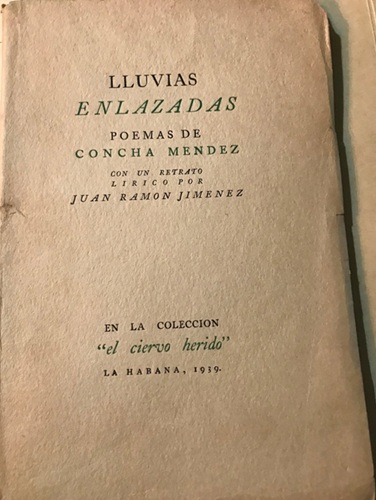 LLUVIAS
ENLAZADAS
POEMAS DE
CONCHA MENDEZ
CON UN RETRATO
LIRICO POR
JUAN RAMON JIMENEZ
EN LA COLECCION
"el ciervo herido"
LA HABANA, 1939.